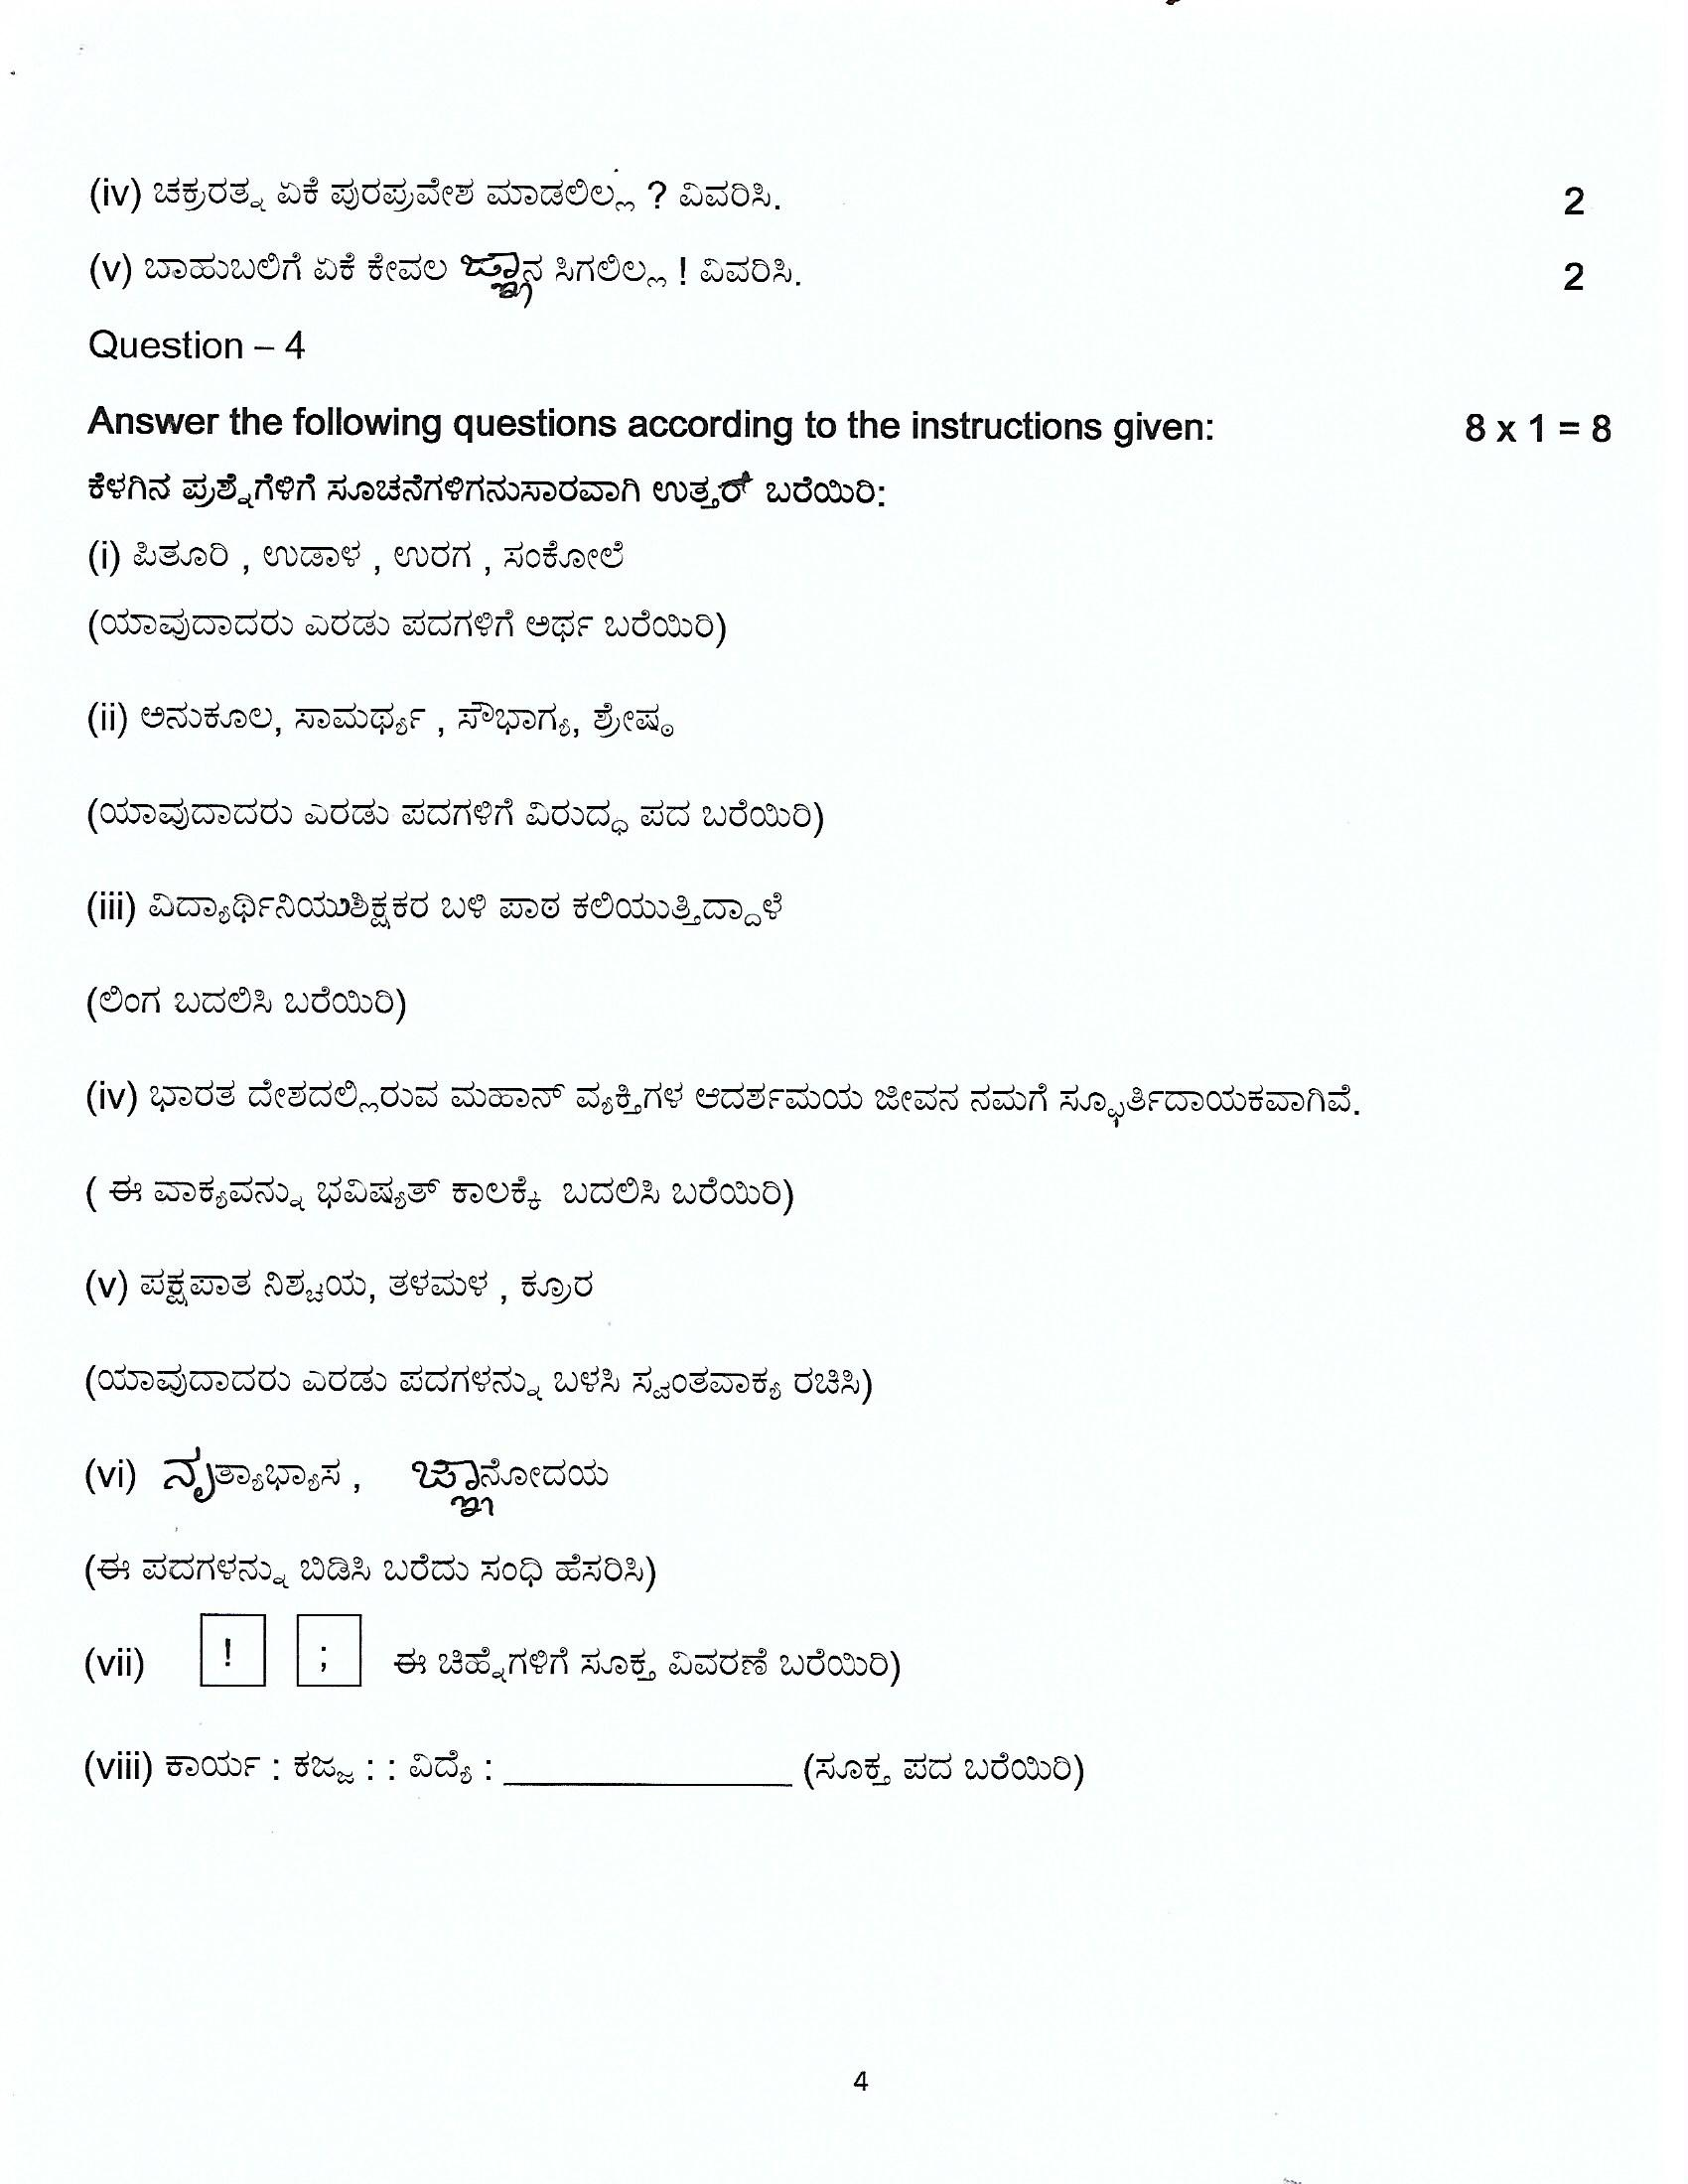 (iv) ಚಕ್ರರತ್ನ ಏಕೆ ಪುರಪ್ರವೇಶ ಮಾಡಲಿಲ್ಲ ? ವಿವರಿಸಿ. 2
(v) ಬಾಹುಬಲಿಗೆ ಏಕೆ ಕೇವಲ ಜ್ಞಾನ ಸಿಗಲಿಲ್ಲ ! ವಿವರಿಸಿ. 2
Question – 4
Answer the following questions according to the instructions given: 8 x 1 = 8
ಕೆಳಗಿನ ಪ್ರಶ್ನೆಗೆಳಿಗೆ ಸೂಚನೆಗಳಿಗನುಸಾರವಾಗಿ ಉತ್ತರ ಬರೆಯಿರಿ:
(i) ಪಿತೂರಿ , ಉಡಾಳ , ಉರಗ , ಸಂಕೋಲೆ
(ಯಾವುದಾದರು ಎರಡು ಪದಗಳಿಗೆ ಅರ್ಥ ಬರೆಯಿರಿ)
(ii) ಅನುಕೂಲ, ಸಾಮರ್ಥ್ಯ , ಸೌಭಾಗ್ಯ, ಶ್ರೇಷ್ಠ
(ಯಾವುದಾದರು ಎರಡು ಪದಗಳಿಗೆ ವಿರುದ್ಧ ಪದ ಬರೆಯಿರಿ)
(iii) ವಿದ್ಯಾರ್ಥಿನಿಯುಶಿಕ್ಷಕರ ಬಳಿ ಪಾಠ ಕಲಿಯುತ್ತಿದ್ದಾಳೆ
(ಲಿಂಗ ಬದಲಿಸಿ ಬರೆಯಿರಿ)
(iv) ಭಾರತ ದೇಶದಲ್ಲಿರುವ ಮಹಾನ್ ವ್ಯಕ್ತಿಗಳ ಆದರ್ಶಮಯ ಜೀವನ ನಮಗೆ ಸ್ಫೂರ್ತಿದಾಯಕವಾಗಿವೆ.
( ಈ ವಾಕ್ಯವನ್ನು ಭವಿಷ್ಯತ್ ಕಾಲಕ್ಕೆ ಬದಲಿಸಿ ಬರೆಯಿರಿ)
(v) ಪಕ್ಷಪಾತ ನಿಶ್ಚಯ, ತಳಮಳ , ಕ್ರೂರ
(ಯಾವುದಾದರು ಎರಡು ಪದಗಳನ್ನು ಬಳಸಿ ಸ್ವಂತವಾಕ್ಯ ರಚಿಸಿ)
(vi) ನೃತ್ಯಾಭ್ಯಾಸ , ಜ್ಞಾನೋದಯ
(ಈ ಪದಗಳನ್ನು ಬಿಡಿಸಿ ಬರೆದು ಸಂಧಿ ಹೆಸರಿಸಿ)
(vii) ! ; ಈ ಚಿಹ್ನೆಗಳಿಗೆ ಸೂಕ್ತ ವಿವರಣೆ ಬರೆಯಿರಿ)
(viii) ಕಾರ್ಯ : ಕಜ್ಜ : : ವಿದ್ಯೆ : ______________ (ಸೂಕ್ತ ಪದ ಬರೆಯಿರಿ)
4